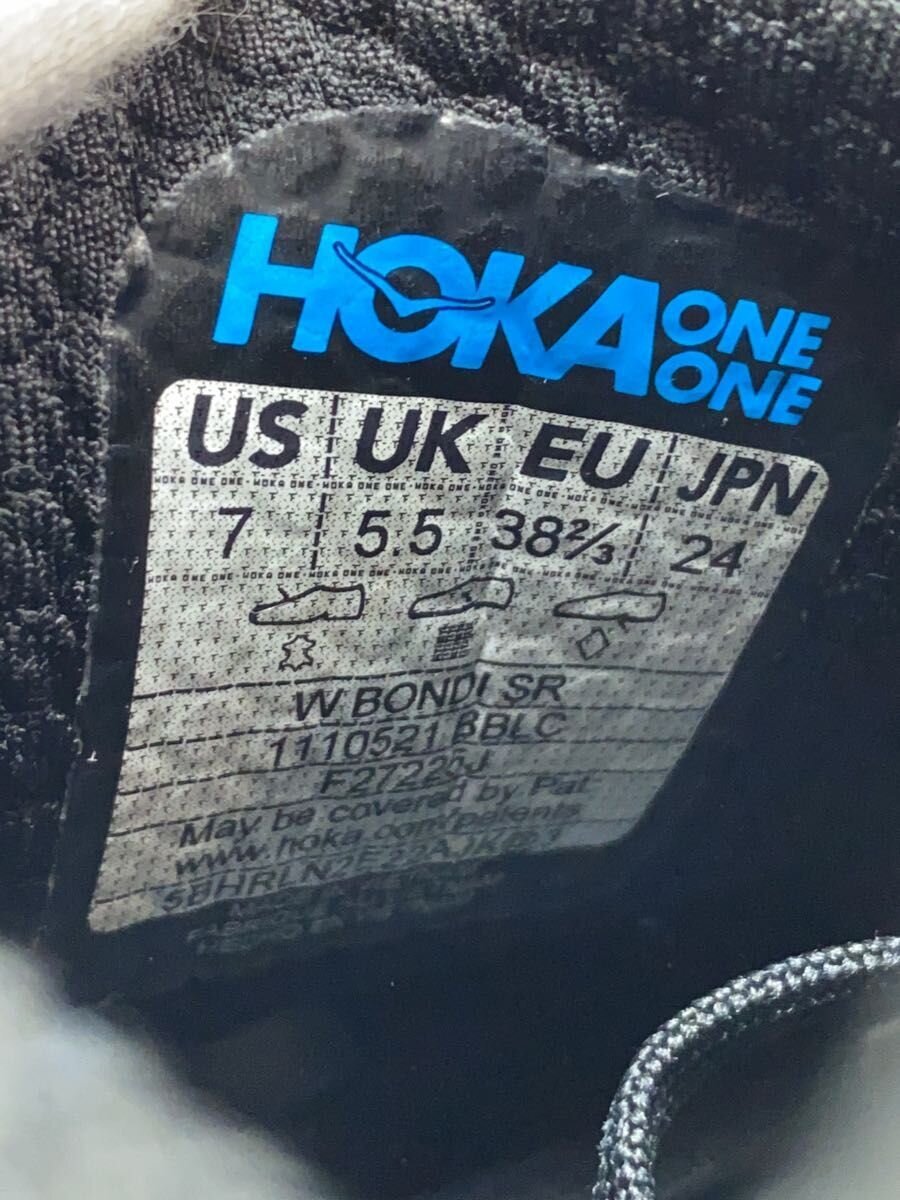 HOKA ONE ONE
US UK EU JPN
7 5.5 38⅔ 24
W BONDI SR
1110521 BBLC
F27220J
May be covered by Pat
www.hoka.com/patents